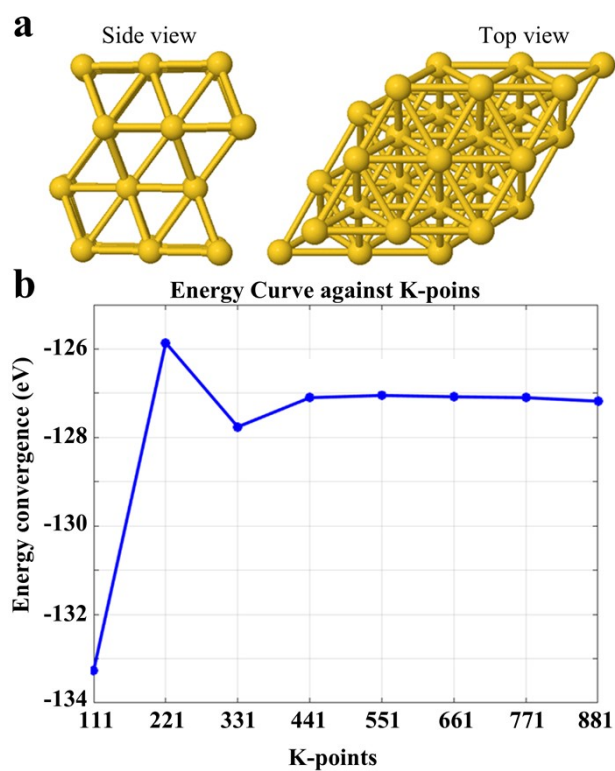 a
Side view
Top view
b
Energy Curve against K-poins
Energy convergence (eV)
-126
-128
-130
-132
-134
111 221 331 441 551 661 771 881
K-points